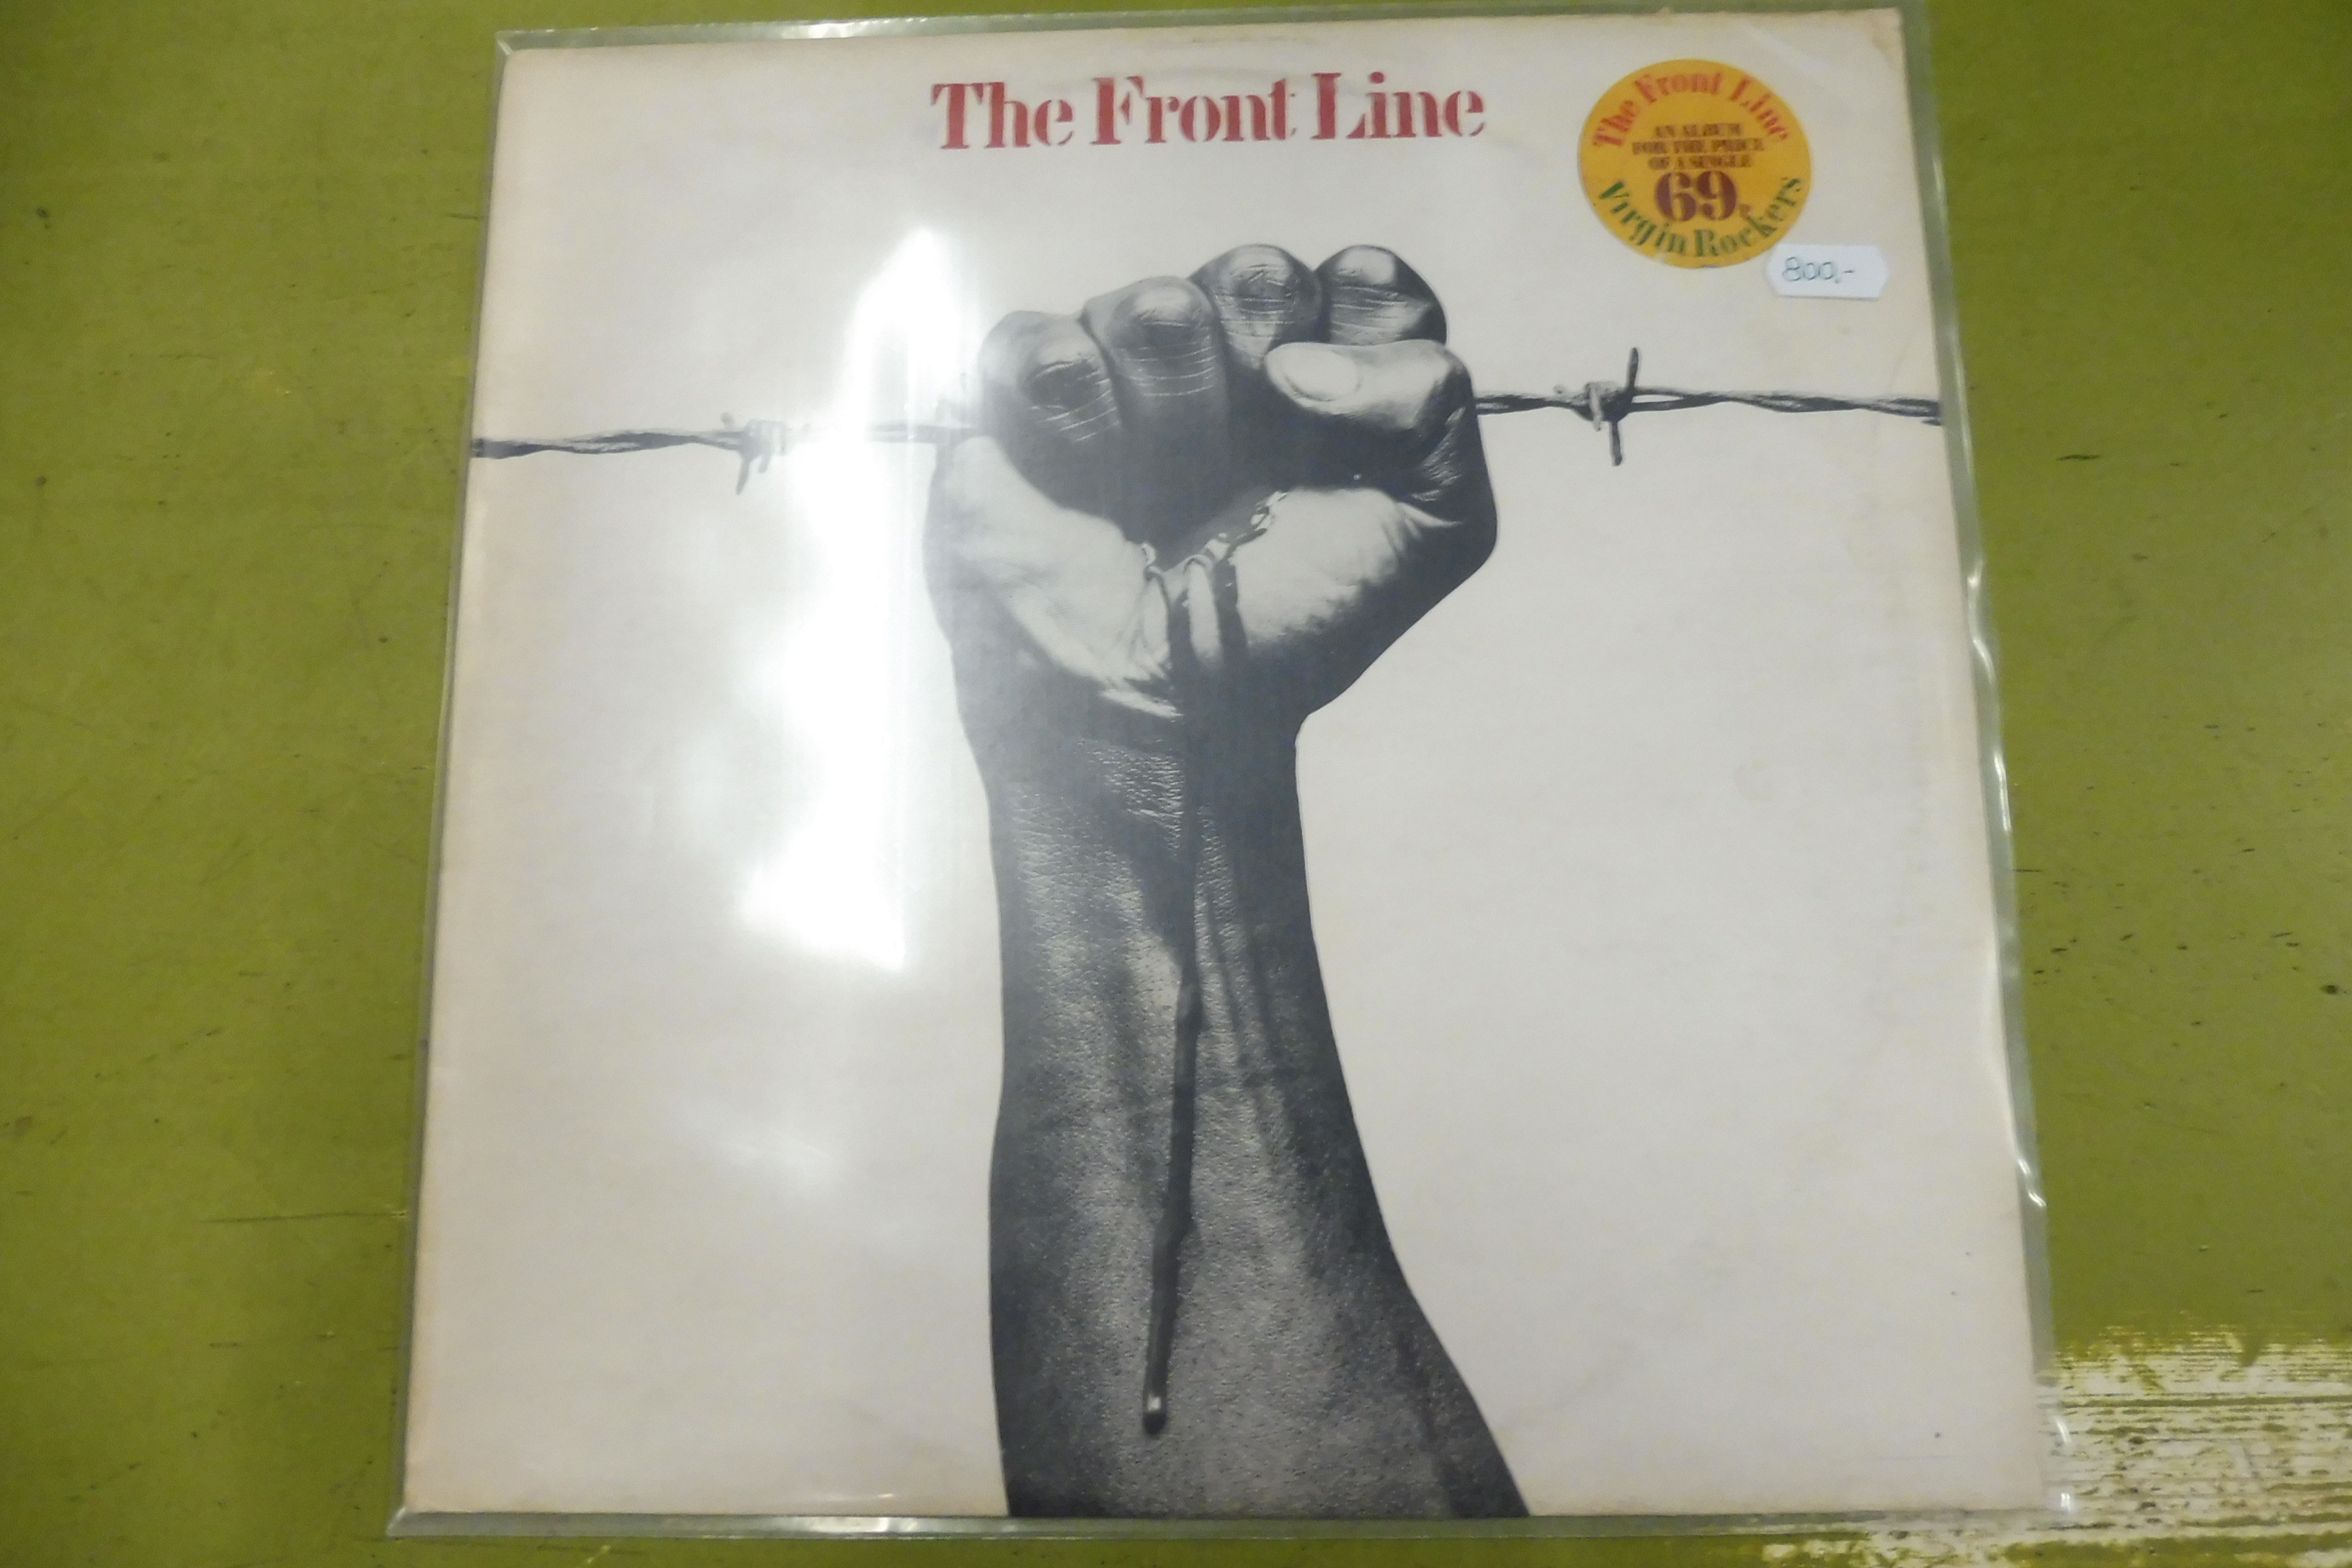 The Front Line
The Front Line
AN ALBUM
FOR THE PRICE
OF A SINGLE
69p
Virgin Rockers
800,-